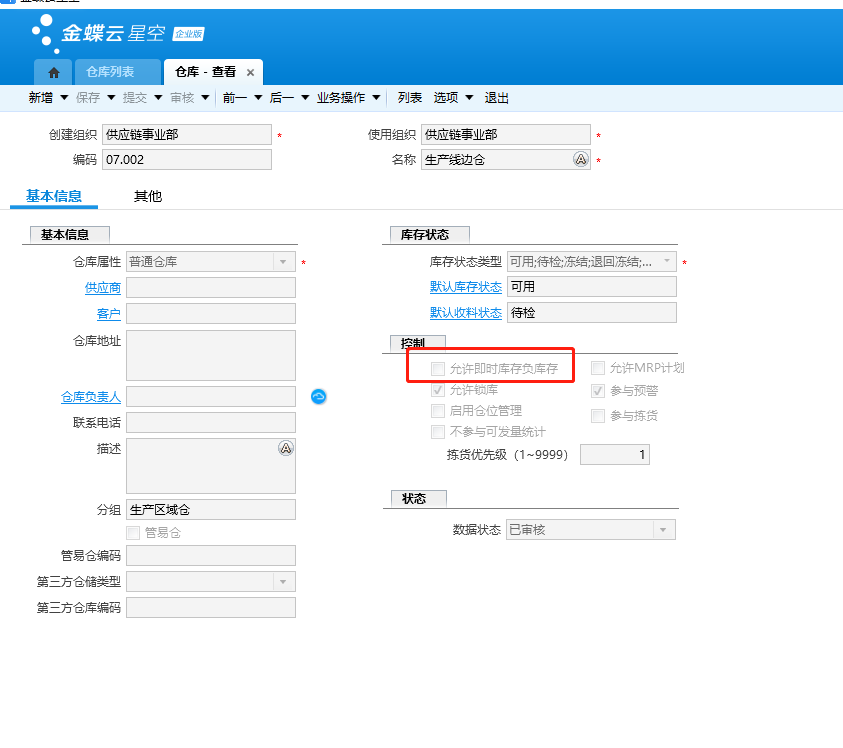 金蝶云 星空 企业版
仓库列表 仓库 - 查看 ×
新增 保存 提交 审核 前一 后一 业务操作 列表 选项 退出
创建组织 供应链事业部 * 使用组织 供应链事业部 *
编码 07.002 名称 生产线边仓 A *
基本信息 其他
基本信息 库存状态
仓库属性 普通仓库 * 库存状态类型 可用;待检;冻结;退回冻结;... *
供应商 默认库存状态 可用
客户 默认收料状态 待检
仓库地址 控制
允许即时库存负库存 允许MRP计划
仓库负责人 允许锁库 参与预警
联系电话 启用仓位管理 参与拣货
描述 A 不参与可发量统计
拣货优先级（1~9999） 1
分组 生产区域仓 状态
管易仓 数据状态 已审核
管易仓编码
第三方仓储类型
第三方仓库编码